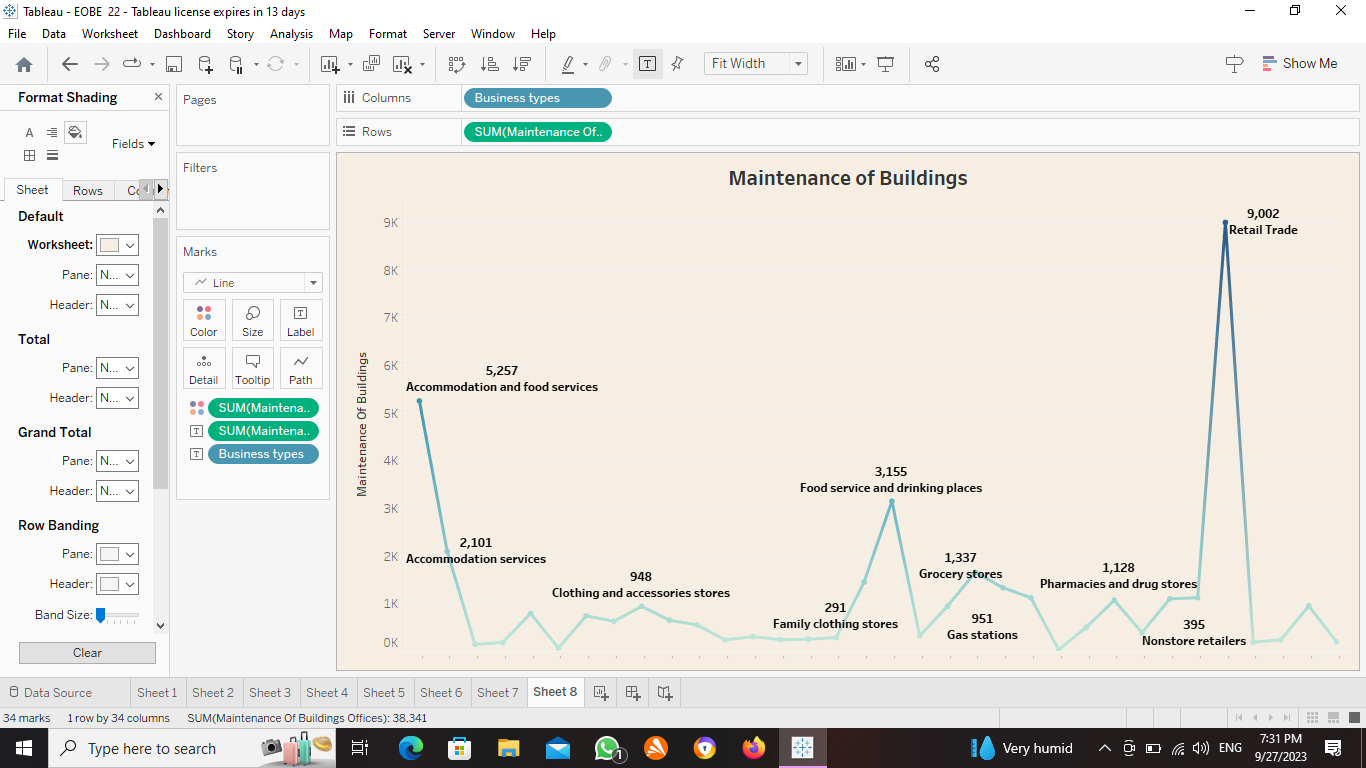 Tableau - EOBE 22 - Tableau license expires in 13 days
File Data Worksheet Dashboard Story Analysis Map Format Server Window Help
Fit Width
Show Me
Format Shading
Fields
Sheet Rows
Default
Worksheet:
Pane: N...
Header: N...
Total
Pane: N...
Header: N...
Grand Total
Pane: N...
Header: N...
Row Banding
Pane:
Header:
Band Size:
Clear
Pages
Filters
Marks
Line
Color Size Label
Detail Tooltip Path
SUM(Maintena..
SUM(Maintena..
Business types
Columns Business types
Rows SUM(Maintenance Of..
Maintenance of Buildings
Maintenance Of Buildings
9K
8K
7K
6K
5K
4K
3K
2K
1K
0K
9,002
Retail Trade
5,257
Accommodation and food services
3,155
Food service and drinking places
2,101
Accommodation services
1,337
Grocery stores
1,128
Pharmacies and drug stores
948
Clothing and accessories stores
291
Family clothing stores
951
Gas stations
395
Nonstore retailers
Data Source Sheet 1 Sheet 2 Sheet 3 Sheet 4 Sheet 5 Sheet 6 Sheet 7 Sheet 8
34 marks 1 row by 34 columns SUM(Maintenance Of Buildings Offices): 38,341
Type here to search
1
Very humid
ENG
7:31 PM
9/27/2023